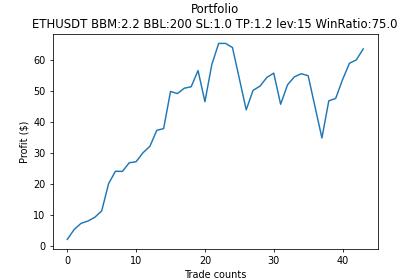 Portfolio
ETHUSDT BBM:2.2 BBL:200 SL:1.0 TP:1.2 lev:15 WinRatio:75.0
Profit ($)
60
50
40
30
20
10
0
0 10 20 30 40
Trade counts